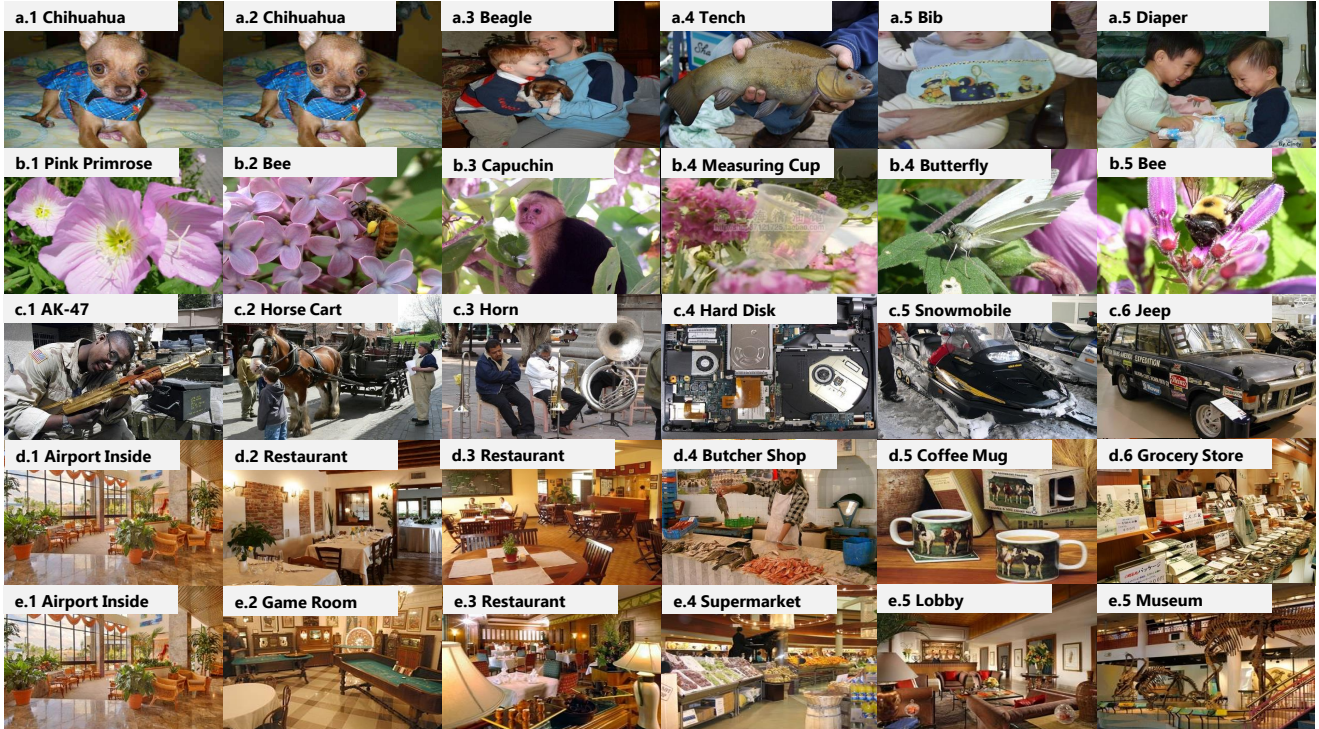 a.1 Chihuahua
a.2 Chihuahua
a.3 Beagle
a.4 Tench
a.5 Bib
a.5 Diaper
Sha
b.1 Pink Primrose
b.2 Bee
b.3 Capuchin
b.4 Measuring Cup
b.4 Butterfly
b.5 Bee
c.1 AK-47
c.2 Horse Cart
c.3 Horn
c.4 Hard Disk
c.5 Snowmobile
c.6 Jeep
EXPEDITION
d.1 Airport Inside
d.2 Restaurant
d.3 Restaurant
d.4 Butcher Shop
d.5 Coffee Mug
d.6 Grocery Store
e.1 Airport Inside
e.2 Game Room
e.3 Restaurant
e.4 Supermarket
e.5 Lobby
e.5 Museum